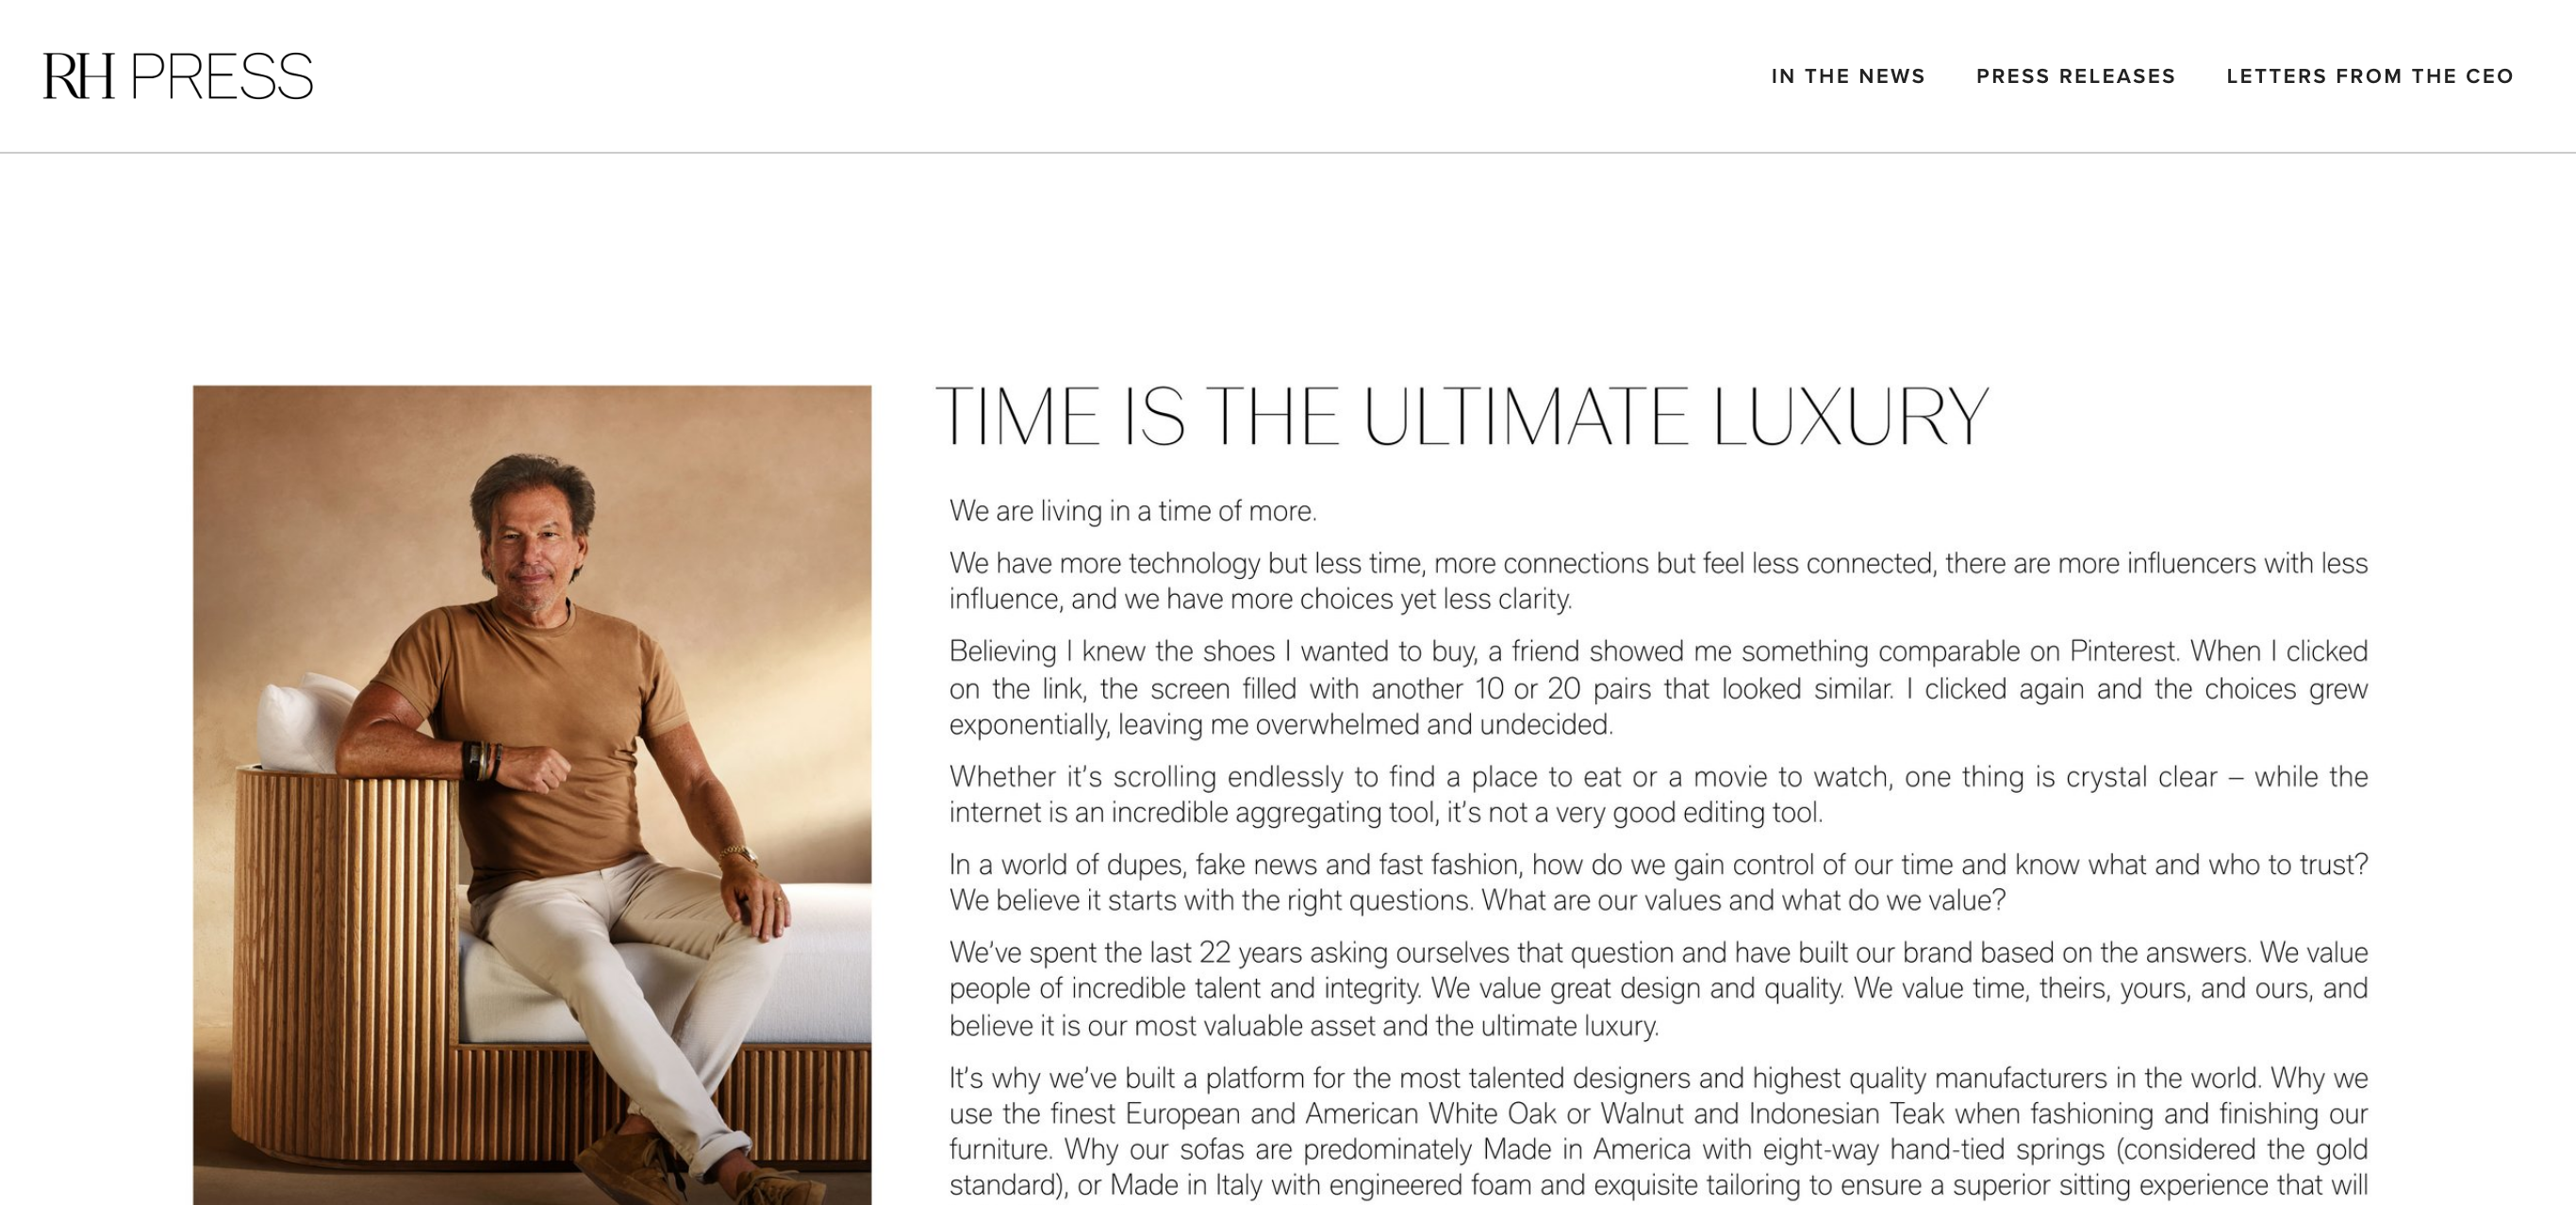 RH PRESS
IN THE NEWS PRESS RELEASES LETTERS FROM THE CEO
TIME IS THE ULTIMATE LUXURY
We are living in a time of more.
We have more technology but less time, more connections but feel less connected, there are more influencers with less
influence, and we have more choices yet less clarity.
Believing I knew the shoes I wanted to buy, a friend showed me something comparable on Pinterest. When I clicked
on the link, the screen filled with another 10 or 20 pairs that looked similar. I clicked again and the choices grew
exponentially, leaving me overwhelmed and undecided.
Whether it’s scrolling endlessly to find a place to eat or a movie to watch, one thing is crystal clear – while the
internet is an incredible aggregating tool, it’s not a very good editing tool.
In a world of dupes, fake news and fast fashion, how do we gain control of our time and know what and who to trust?
We believe it starts with the right questions. What are our values and what do we value?
We’ve spent the last 22 years asking ourselves that question and have built our brand based on the answers. We value
people of incredible talent and integrity. We value great design and quality. We value time, theirs, yours, and ours, and
believe it is our most valuable asset and the ultimate luxury.
It’s why we’ve built a platform for the most talented designers and highest quality manufacturers in the world. Why we
use the finest European and American White Oak or Walnut and Indonesian Teak when fashioning and finishing our
furniture. Why our sofas are predominately Made in America with eight-way hand-tied springs (considered the gold
standard), or Made in Italy with engineered foam and exquisite tailoring to ensure a superior sitting experience that will